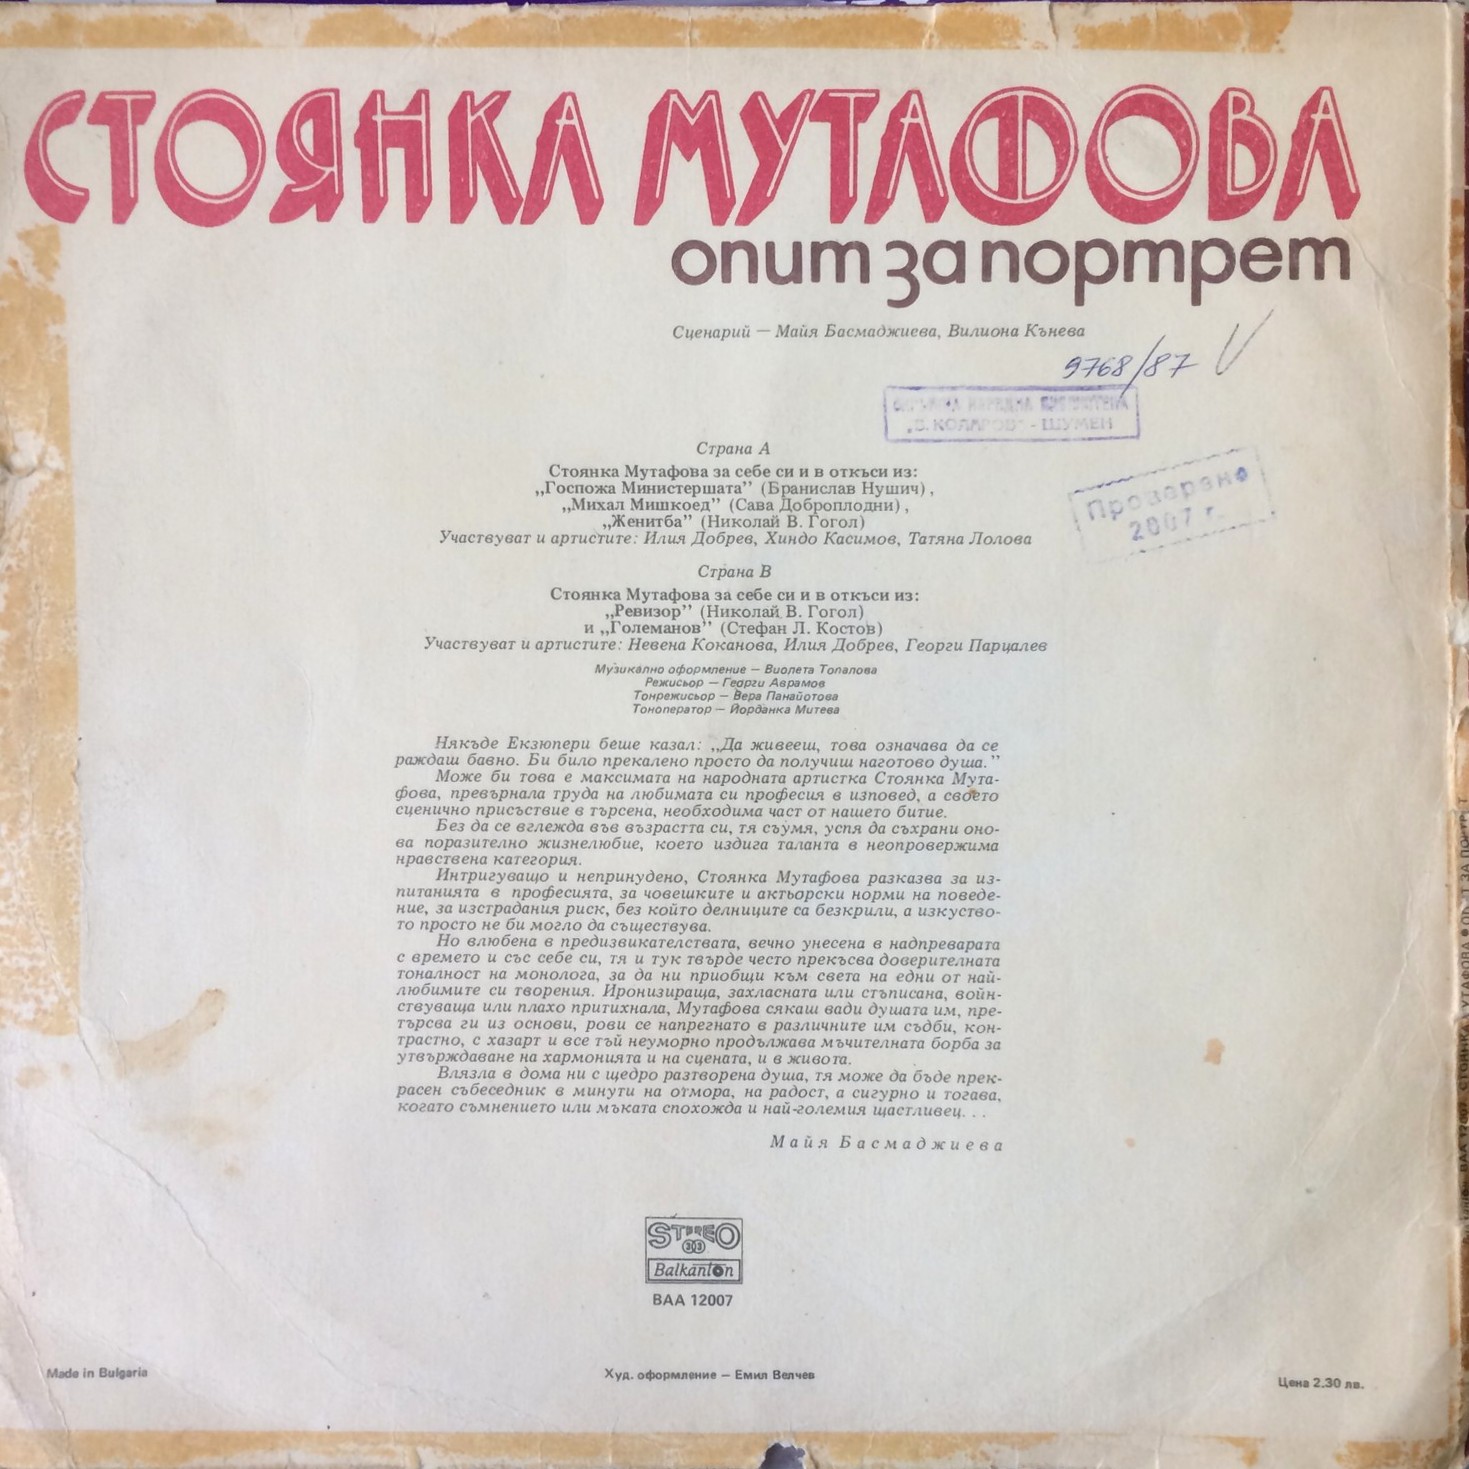 СТОЯНКА МУТАФОВА
опит за портрет
Сценарий — Майя Басмаджиева, Вилиона Кънева
9768/87 V
ОКРЪЖНА НАРОДНА БИБЛИОТЕКА
„В. КОЛАРОВ" - ШУМЕН
Проверено
2007 г.
Страна А
Стоянка Мутафова за себе си и в откъси из:
„Госпожа Министершата” (Бранислав Нушич) ,
„Михал Мишкоед” (Сава Доброплодни) ,
„Женитба” (Николай В. Гогол)
Участвуват и артистите: Илия Добрев, Хиндо Касимов, Татяна Лолова
Страна В
Стоянка Мутафова за себе си и в откъси из:
„Ревизор” (Николай В. Гогол)
и „Големанов” (Стефан Л. Костов)
Участвуват и артистите: Невена Коканова, Илия Добрев, Георги Парцалев
Музикално оформление — Виолета Топалова
Режисьор — Георги Аврамов
Тонрежисьор — Вера Панайотова
Тоноператор — Йорданка Митева
Някъде Екзюпери беше казал: „Да живееш, това означава да се
раждаш бавно. Би било прекалено просто да получиш наготово душа.”
Може би това е максимата на народната артистка Стоянка Мута-
фова, превърнала труда на любимата си професия в изповед, а своето
сценично присъствие в търсена, необходима част от нашето битие.
Без да се вглежда във възрастта си, тя съумя, успя да съхрани оно-
ва поразително жизнелюбие, което издига таланта в неопровержима
нравствена категория.
Интригуващо и непринудено, Стоянка Мутафова разказва за из-
питанията в професията, за човешките и актьорски норми на поведе-
ние, за изстрадания риск, без който делниците са безкрили, а изкуство-
то просто не би могло да съществува.
Но влюбена в предизвикателствата, вечно унесена в надпреварата
с времето и със себе си, тя и тук твърде често прекъсва доверителната
тоналност на монолога, за да ни приобщи към света на едни от най-
любимите си творения. Иронизираща, захласната или стъписана, войн-
ствуваща или плахо притихнала, Мутафова сякаш вади душата им, пре-
търсва ги из основи, рови се напрегнато в различните им съдби, кон-
трастно, с хазарт и все тъй неуморно продължава мъчителната борба за
утвърждаване на хармонията и на сцената, и в живота.
Влязла в дома ни с щедро разтворена душа, тя може да бъде прек-
расен събеседник в минути на отмора, на радост, а сигурно и тогава,
когато съмнението или мъката спохожда и най-големия щастливец. . .
Майя Басмаджиева
STEREO
33
Balkanton
ВАА 12007
Made in Bulgaria
Худ. оформление — Емил Велчев
Цена 2.30 лв.
ВАА 12007 СТОЯНКА МУТАФОВА ● ОПИТ ЗА ПОРТРЕТ